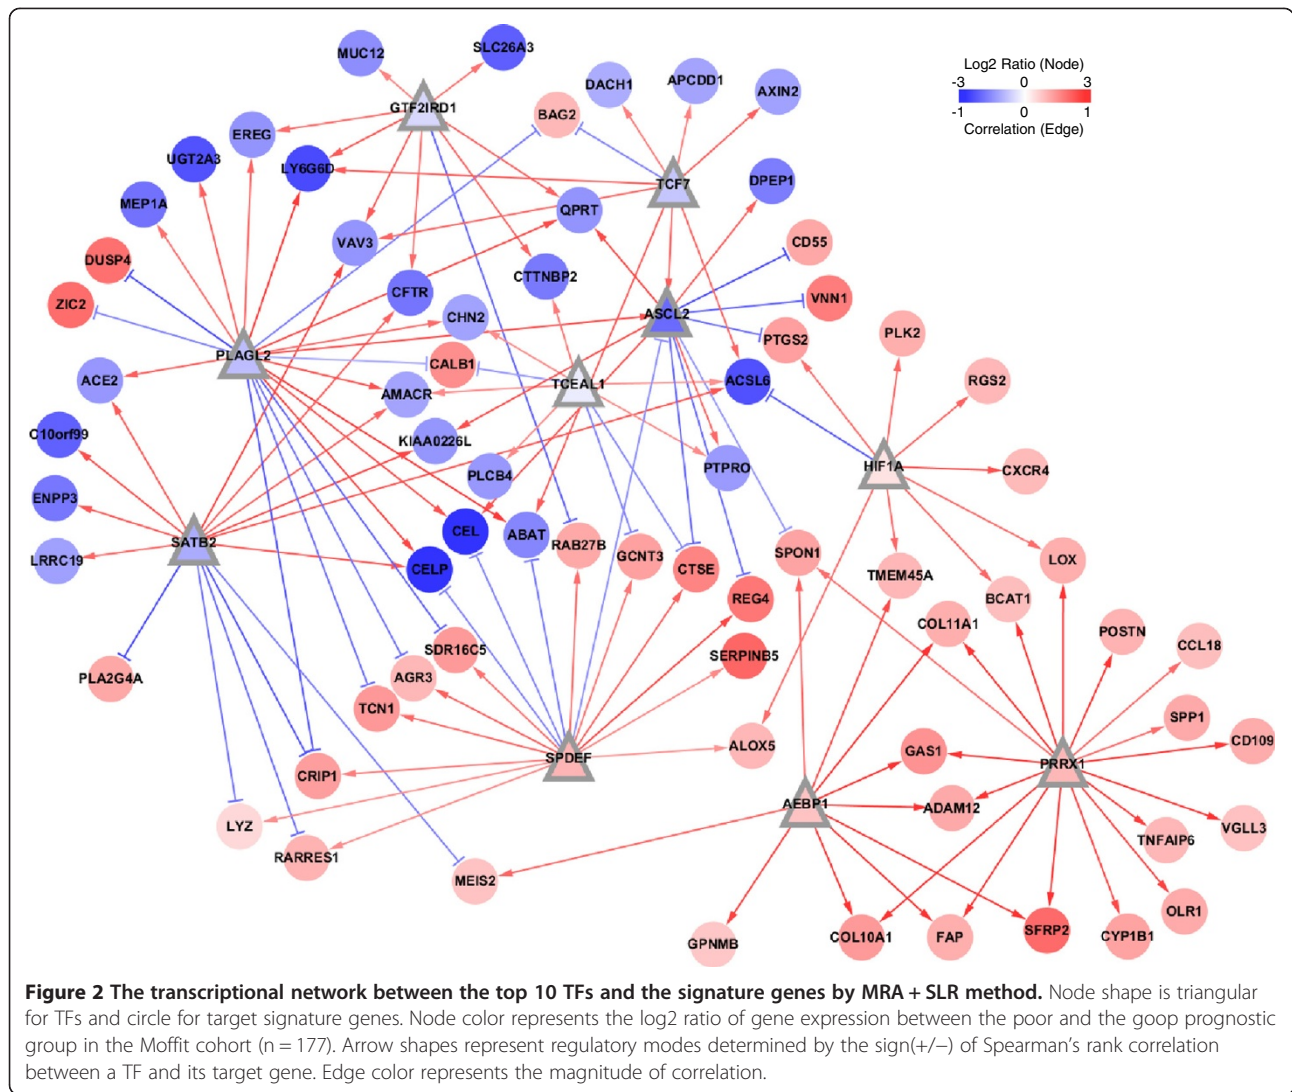 MUC12
SLC26A3
Log2 Ratio (Node)
-3 0 3
-1 0 1
Correlation (Edge)
GTF2IRD1
BAG2
DACH1
APCDD1
AXIN2
EREG
UGT2A3
LY6G6D
TCF7
DPEP1
MEP1A
QPRT
VAV3
CD55
DUSP4
CTTNBP2
CFTR
VNN1
ZIC2
CHN2
ASCL2
PTGS2
PLK2
PLAGL2
CALB1
TCEAL1
ACSL6
RGS2
ACE2
AMACR
C10orf99
KIAA0226L
PLCB4
PTPRO
HIF1A
CXCR4
ENPP3
CEL
ABAT
RAB27B
GCNT3
SATB2
SPON1
LRRC19
CELP
CTSE
TMEM45A
LOX
REG4
BCAT1
COL11A1
POSTN
CCL18
SDR16C5
SERPINB5
PLA2G4A
AGR3
TCN1
SPP1
ALOX5
GAS1
CD109
SPDEF
PRRX1
CRIP1
AEBP1
ADAM12
LYZ
VGLL3
TNFAIP6
RARRES1
MEIS2
OLR1
GPNMB
COL10A1
FAP
SFRP2
CYP1B1
Figure 2 The transcriptional network between the top 10 TFs and the signature genes by MRA + SLR method. Node shape is triangular
for TFs and circle for target signature genes. Node color represents the log2 ratio of gene expression between the poor and the goop prognostic
group in the Moffit cohort (n = 177). Arrow shapes represent regulatory modes determined by the sign(+/−) of Spearman's rank correlation
between a TF and its target gene. Edge color represents the magnitude of correlation.